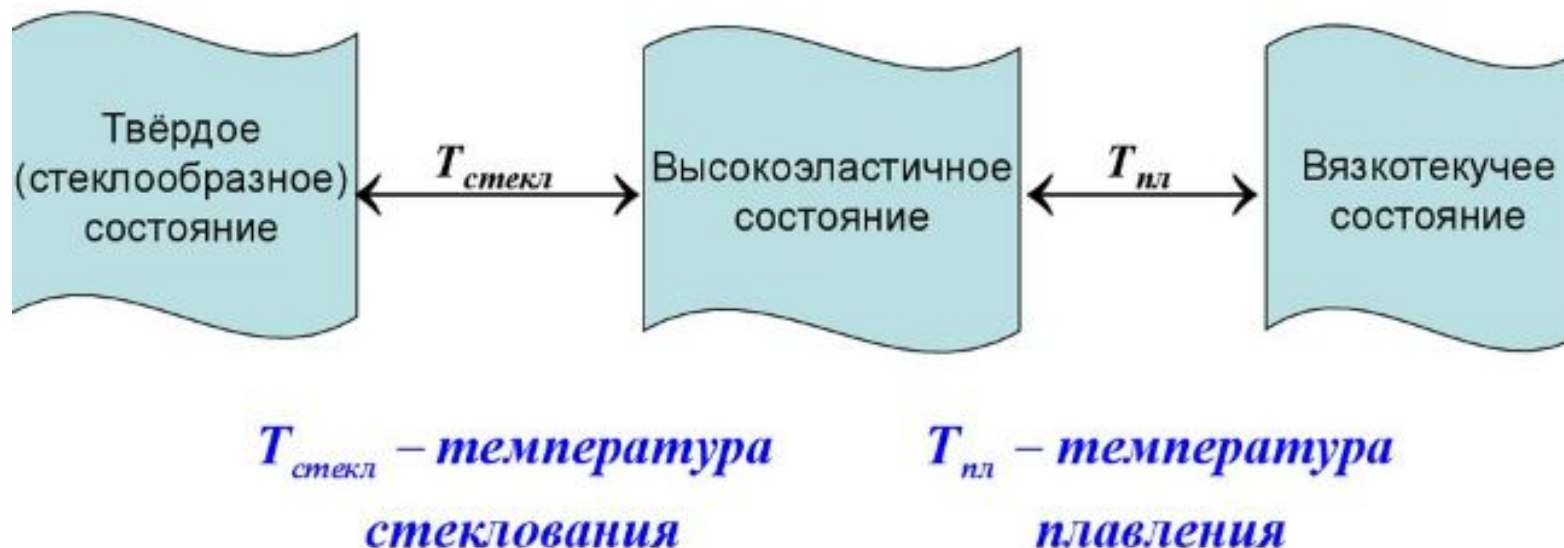 Твёрдое
(стеклообразное)
состояние
Tстекл
Высокоэластичное
состояние
Tпл
Вязкотекучее
состояние
Tстекл – температура
стеклования
Tпл – температура
плавления